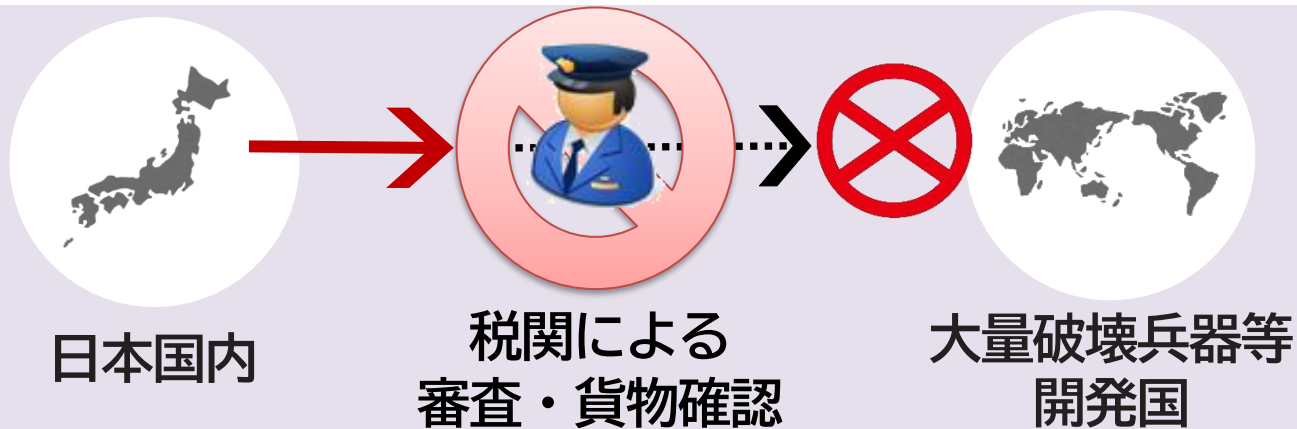 日本国内
税関による
審査・貨物確認
大量破壊兵器等
開発国